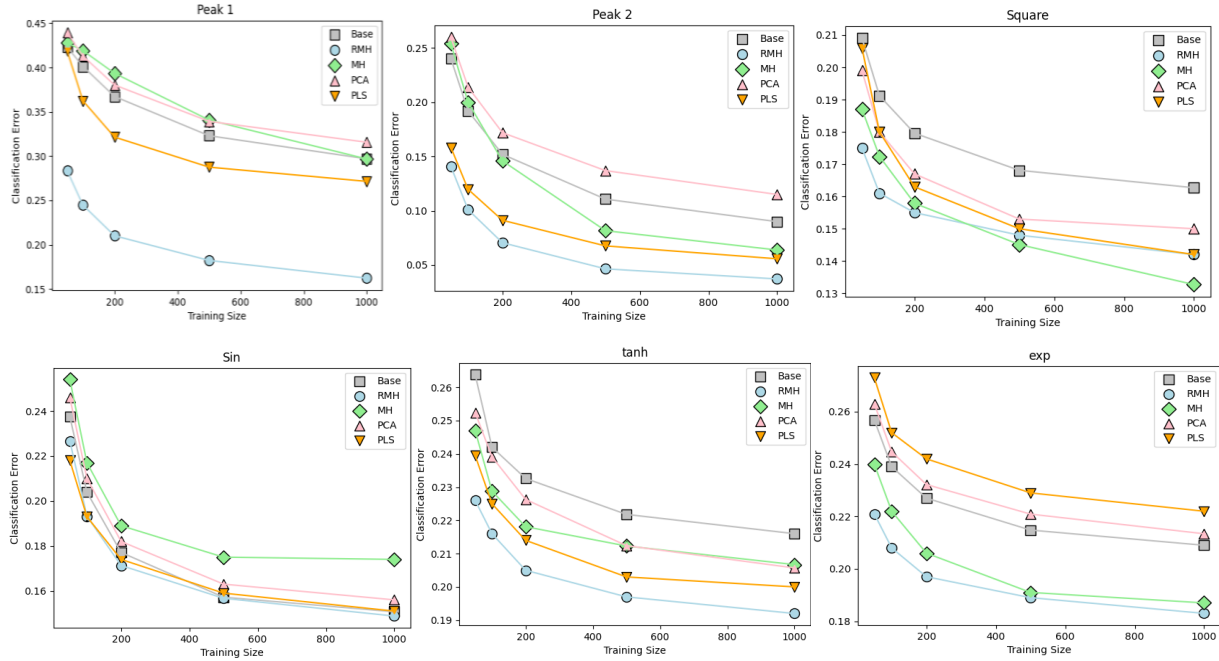 Peak 1
Classification Error
0.45
0.40
0.35
0.30
0.25
0.20
0.15
200
400
600
800
1000
Training Size
Base
RMH
MH
PCA
PLS
Peak 2
Classification Error
0.25
0.20
0.15
0.10
0.05
200
400
600
800
1000
Training Size
Base
RMH
MH
PCA
PLS
Square
Classification Error
0.21
0.20
0.19
0.18
0.17
0.16
0.15
0.14
0.13
200
400
600
800
1000
Training Size
Base
RMH
MH
PCA
PLS
Sin
Classification Error
0.24
0.22
0.20
0.18
0.16
200
400
600
800
1000
Training Size
Base
RMH
MH
PCA
PLS
tanh
Classification Error
0.26
0.25
0.24
0.23
0.22
0.21
0.20
0.19
200
400
600
800
1000
Training Size
Base
RMH
MH
PCA
PLS
exp
Classification Error
0.26
0.24
0.22
0.20
0.18
200
400
600
800
1000
Training Size
Base
RMH
MH
PCA
PLS